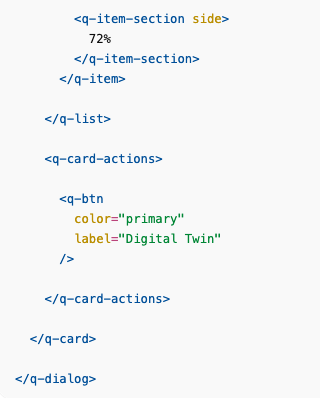 <q-item-section side>
72%
</q-item-section>
</q-item>
</q-list>
<q-card-actions>
<q-btn
color="primary"
label="Digital Twin"
/>
</q-card-actions>
</q-card>
</q-dialog>